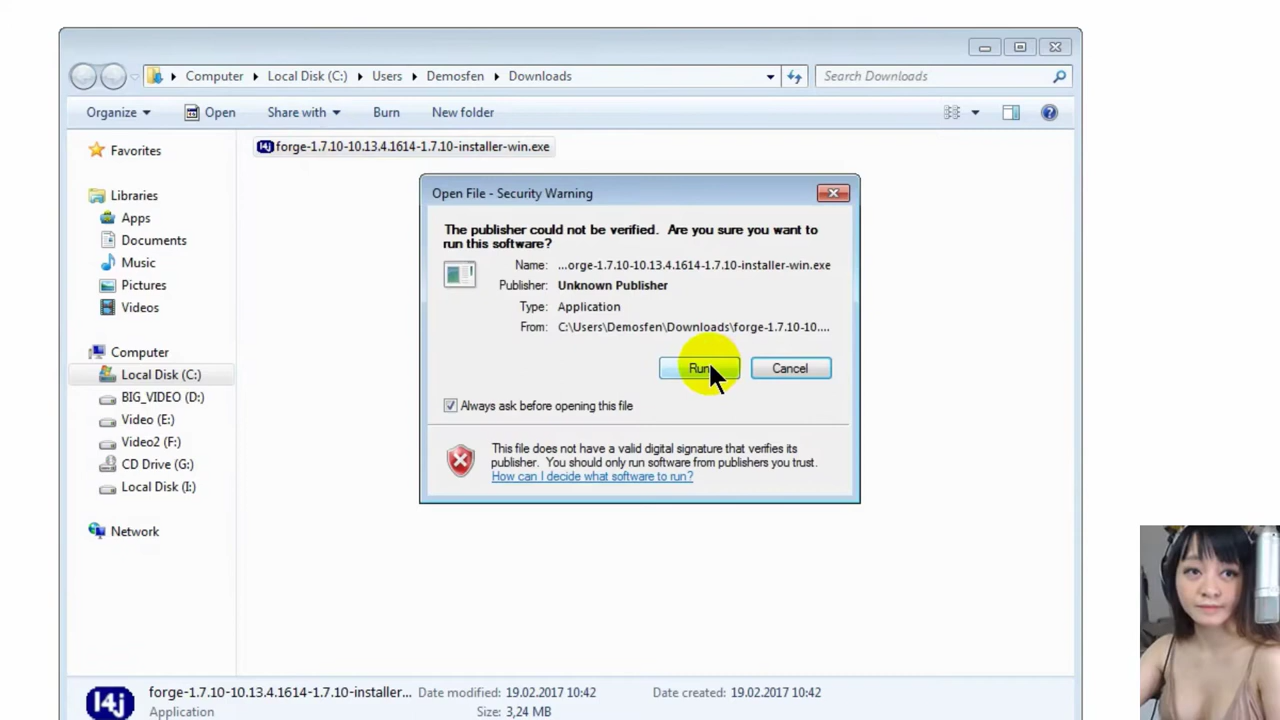 Computer Local Disk (C:) Users Demosfen Downloads
Search Downloads
Organize Open Share with Burn New folder
Favorites
Libraries
Apps
Documents
Music
Pictures
Videos
Computer
Local Disk (C:)
BIG_VIDEO (D:)
Video (E:)
Video2 (F:)
CD Drive (G:)
Local Disk (I:)
Network
I4j forge-1.7.10-10.13.4.1614-1.7.10-installer-win.exe
Open File - Security Warning
The publisher could not be verified. Are you sure you want to
run this software?
Name: ...orge-1.7.10-10.13.4.1614-1.7.10-installer-win.exe
Publisher: Unknown Publisher
Type: Application
From: C:\Users\Demosfen\Downloads\forge-1.7.10-10....
Run Cancel
Always ask before opening this file
This file does not have a valid digital signature that verifies its
publisher. You should only run software from publishers you trust.
How can I decide what software to run?
I4j
forge-1.7.10-10.13.4.1614-1.7.10-installer... Date modified: 19.02.2017 10:42 Date created: 19.02.2017 10:42
Application Size: 3,24 MB